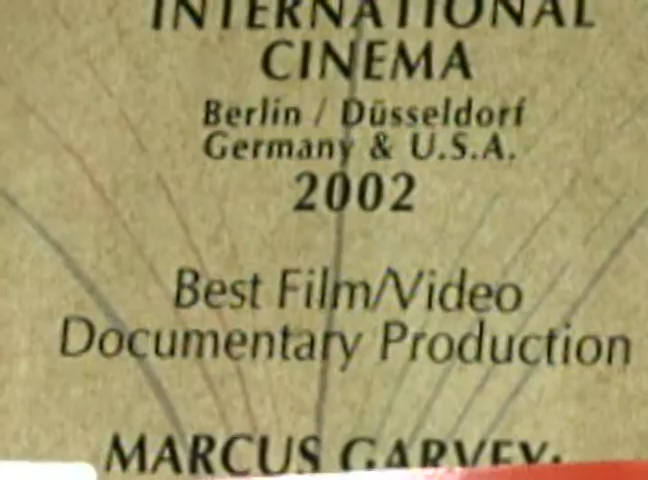 INTERNATIONAL
CINEMA
Berlin / Düsseldorf
Germany & U.S.A.
2002
Best Film/Video
Documentary Production
MARCUS GARVEY: